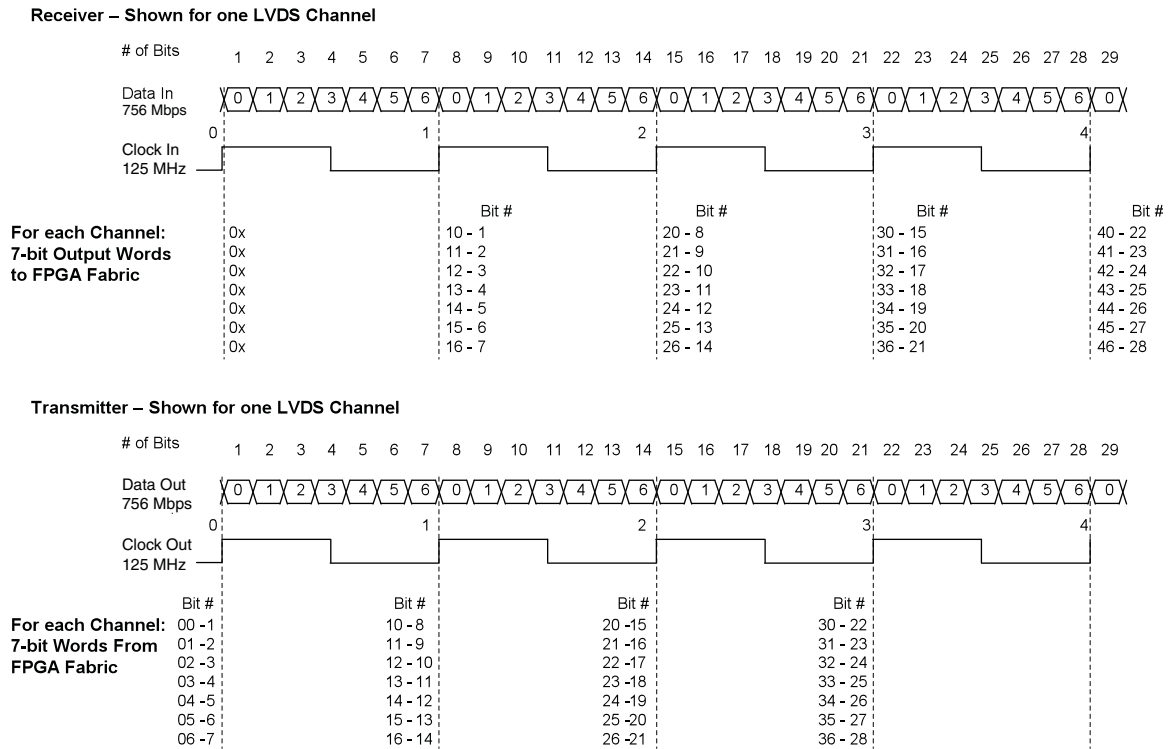 Receiver – Shown for one LVDS Channel
# of Bits 1 2 3 4 5 6 7 8 9 10 11 12 13 14 15 16 17 18 19 20 21 22 23 24 25 26 27 28 29
Data In 0 1 2 3 4 5 6 0 1 2 3 4 5 6 0 1 2 3 4 5 6 0 1 2 3 4 5 6 0
756 Mbps
0 1 2 3 4
Clock In
125 MHz
Bit # Bit # Bit # Bit #
For each Channel: 0x 10 - 1 20 - 8 30 - 15 40 - 22
7-bit Output Words 0x 11 - 2 21 - 9 31 - 16 41 - 23
to FPGA Fabric 0x 12 - 3 22 - 10 32 - 17 42 - 24
0x 13 - 4 23 - 11 33 - 18 43 - 25
0x 14 - 5 24 - 12 34 - 19 44 - 26
0x 15 - 6 25 - 13 35 - 20 45 - 27
0x 16 - 7 26 - 14 36 - 21 46 - 28
Transmitter – Shown for one LVDS Channel
# of Bits 1 2 3 4 5 6 7 8 9 10 11 12 13 14 15 16 17 18 19 20 21 22 23 24 25 26 27 28 29
Data Out 0 1 2 3 4 5 6 0 1 2 3 4 5 6 0 1 2 3 4 5 6 0 1 2 3 4 5 6 0
756 Mbps
0 1 2 3 4
Clock Out
125 MHz
Bit # Bit # Bit # Bit #
For each Channel: 00 -1 10 - 8 20 -15 30 - 22
7-bit Words From 01 -2 11 - 9 21 -16 31 - 23
FPGA Fabric 02 -3 12 - 10 22 -17 32 - 24
03 -4 13 - 11 23 -18 33 - 25
04 -5 14 - 12 24 -19 34 - 26
05 -6 15 - 13 25 -20 35 - 27
06 -7 16 - 14 26 -21 36 - 28